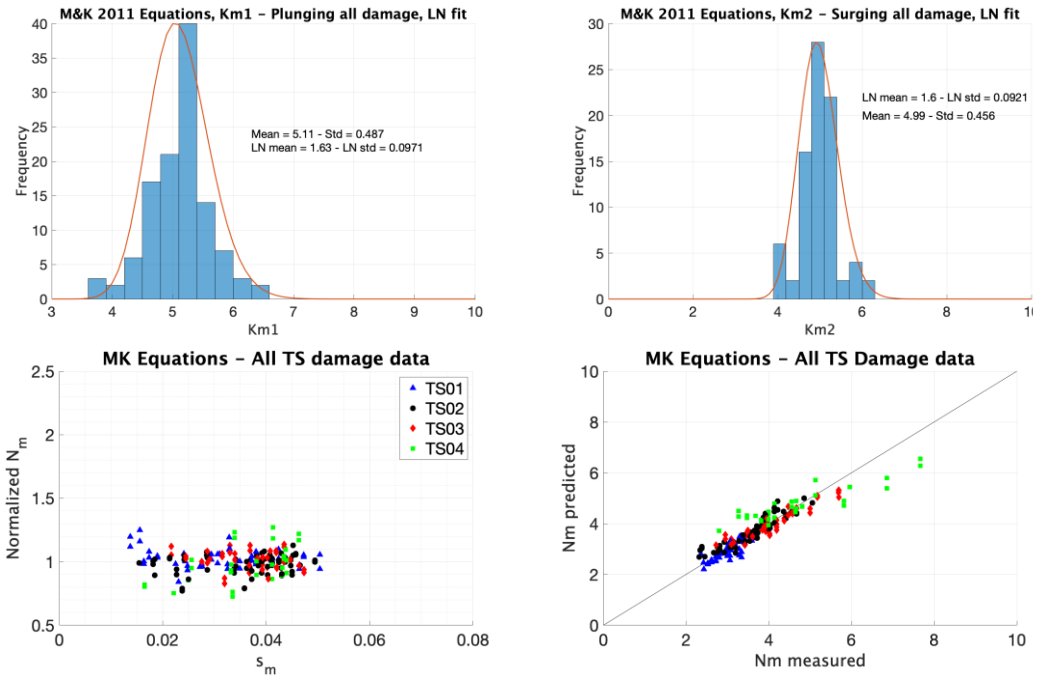 M&K 2011 Equations, Km1 – Plunging all damage, LN fit
40
35
30
25
20
15
10
5
0
Frequency
Mean = 5.11 - Std = 0.487
LN mean = 1.63 - LN std = 0.0971
3 4 5 6 7 8 9 10
Km1
M&K 2011 Equations, Km2 – Surging all damage, LN fit
30
25
20
15
10
5
0
Frequency
LN mean = 1.6 - LN std = 0.0921
Mean = 4.99 - Std = 0.456
0 2 4 6 8 10
Km2
MK Equations – All TS damage data
2.5
2
1.5
1
0.5
Normalized Nm
TS01
TS02
TS03
TS04
0 0.02 0.04 0.06 0.08
sm
MK Equations – All TS Damage data
10
8
6
4
2
0
Nm predicted
0 2 4 6 8 10
Nm measured